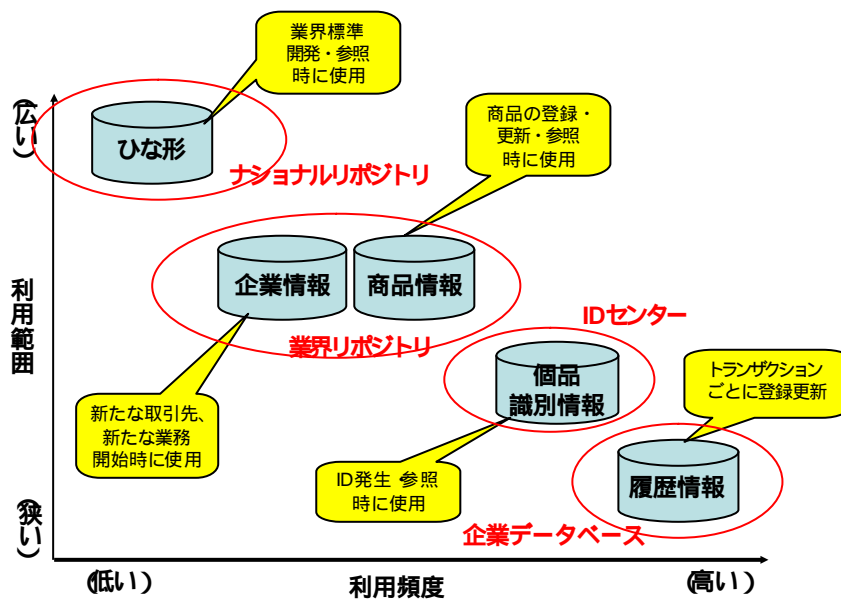 業界標準
開発・参照
時に使用
(広い)
ひな形
ナショナルリポジトリ
商品の登録・
更新・参照
時に使用
利用範囲
企業情報
商品情報
業界リポジトリ
IDセンター
個品
識別情報
トランザクション
ごとに登録更新
新たな取引先、
新たな業務
開始時に使用
ID発生・参照
時に使用
履歴情報
企業データベース
(狭い)
(低い)
利用頻度
(高い)